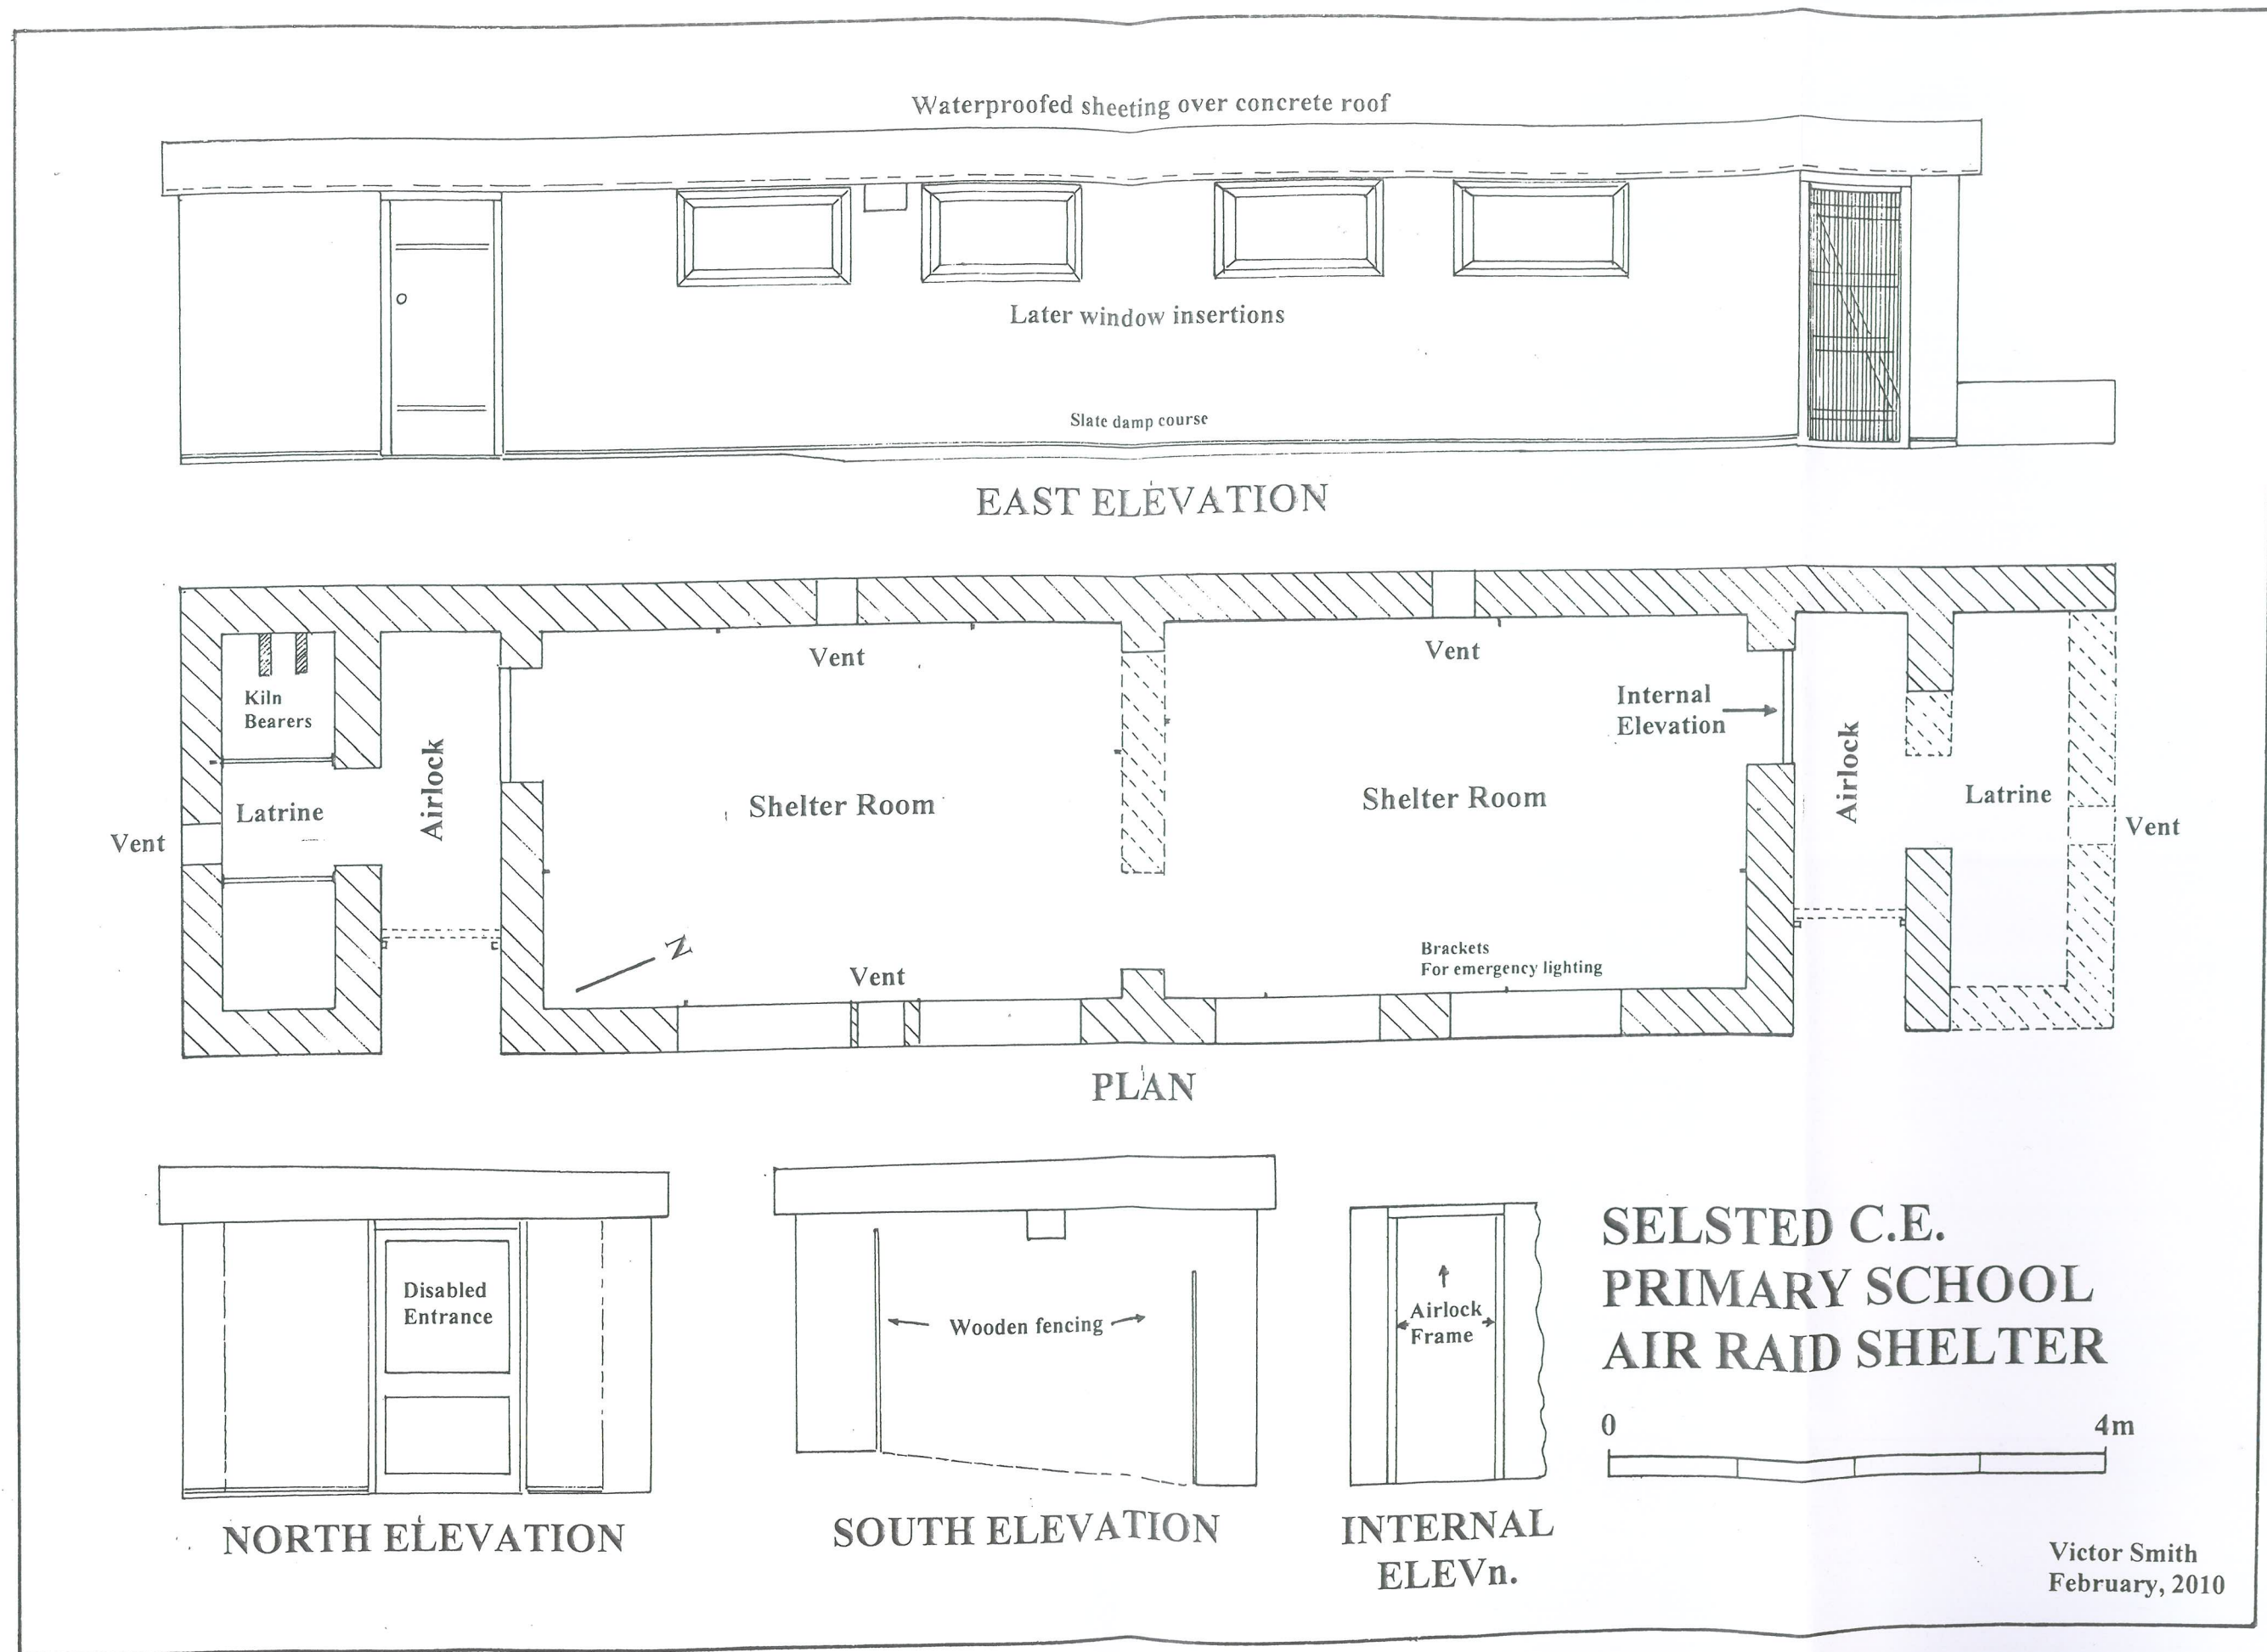 Waterproofed sheeting over concrete roof
Later window insertions
Slate damp course
EAST ELEVATION
Vent
Vent
Kiln
Bearers
Internal
Elevation
Airlock
Airlock
Latrine
Shelter Room
Shelter Room
Latrine
Vent
Vent
N
Vent
Brackets
For emergency lighting
PLAN
Disabled
Entrance
Wooden fencing
Airlock
Frame
NORTH ELEVATION
SOUTH ELEVATION
INTERNAL
ELEVn.
SELSTED C.E.
PRIMARY SCHOOL
AIR RAID SHELTER
0 4m
Victor Smith
February, 2010